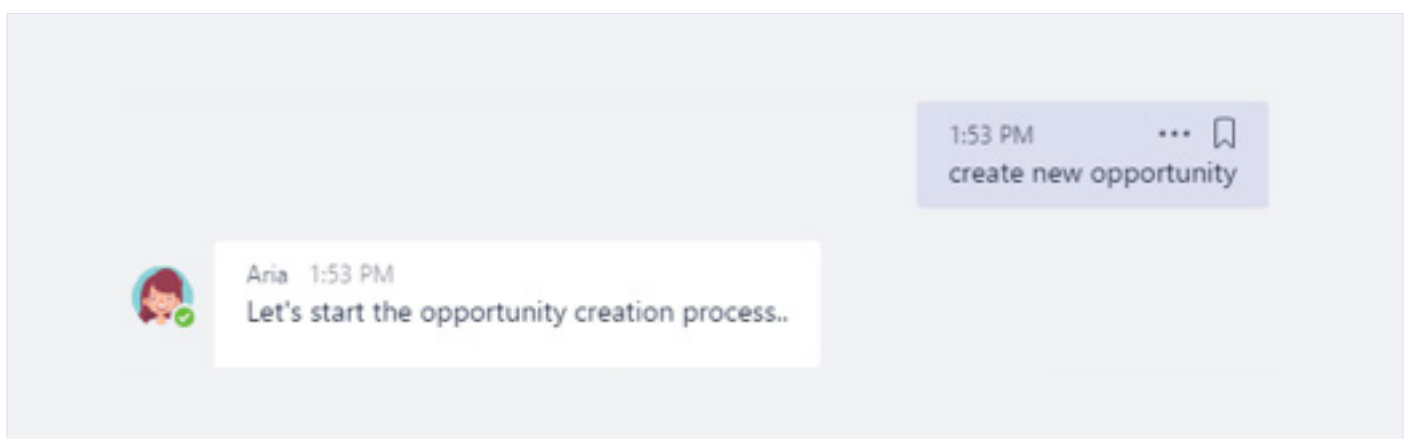 1:53 PM
create new opportunity
Aria 1:53 PM
Let's start the opportunity creation process..